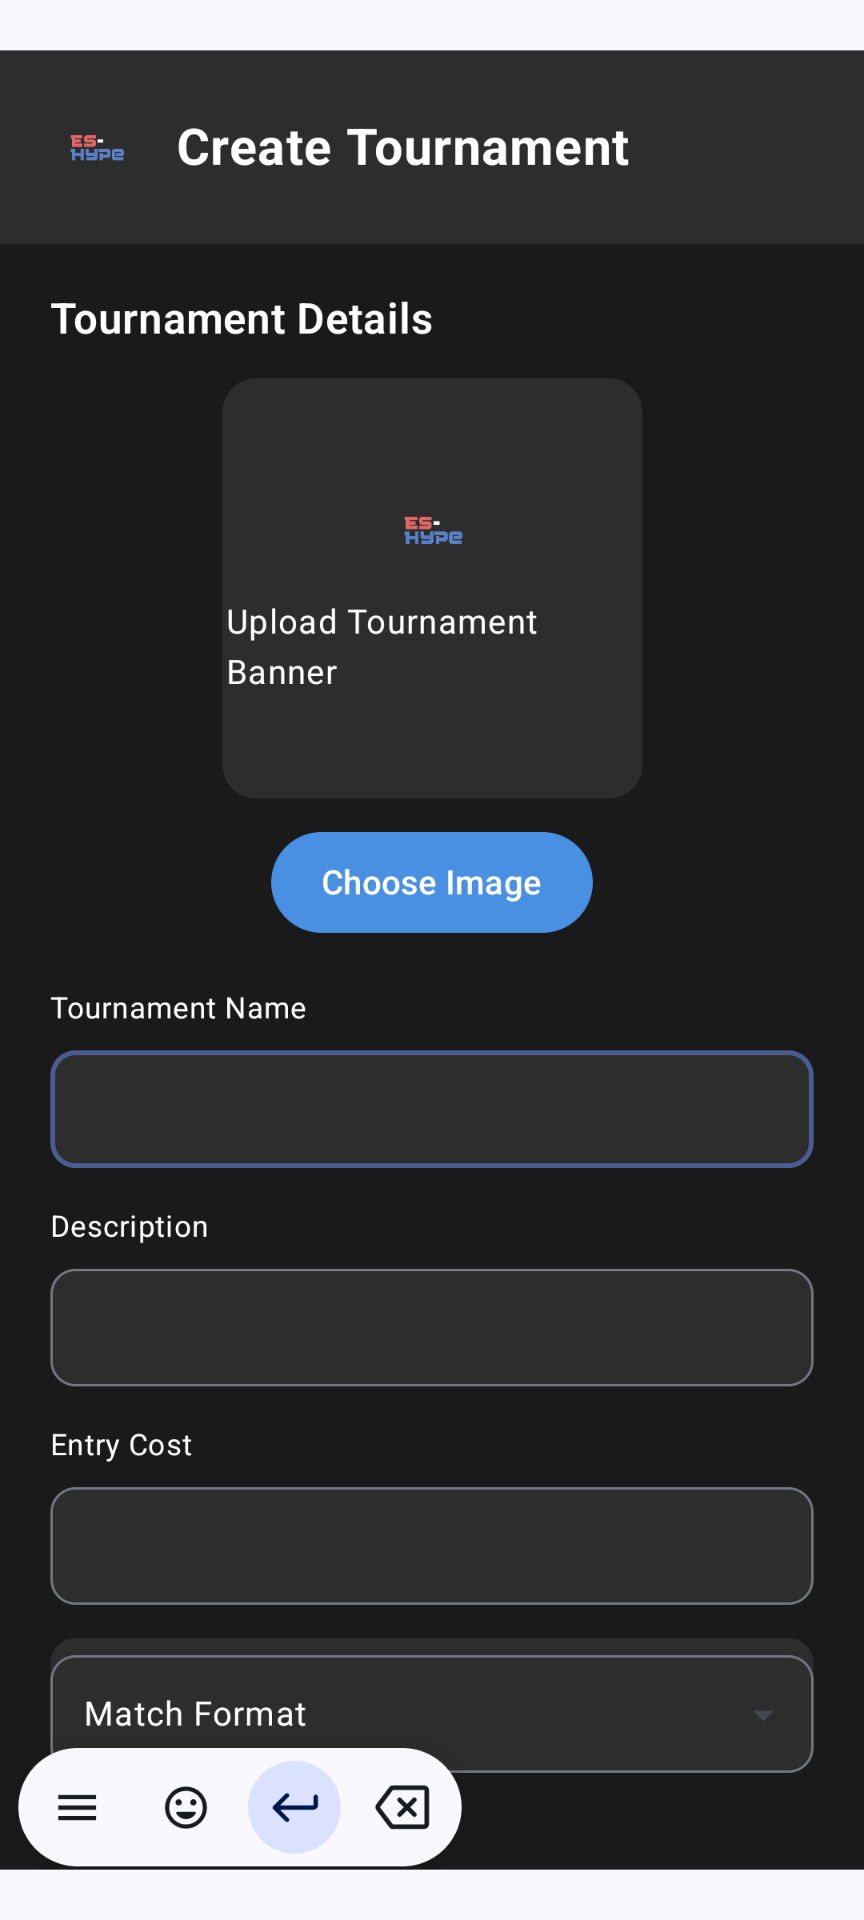 ES-
HYPE
Create Tournament
Tournament Details
ES-
HYPE
Upload Tournament
Banner
Choose Image
Tournament Name
Description
Entry Cost
Match Format